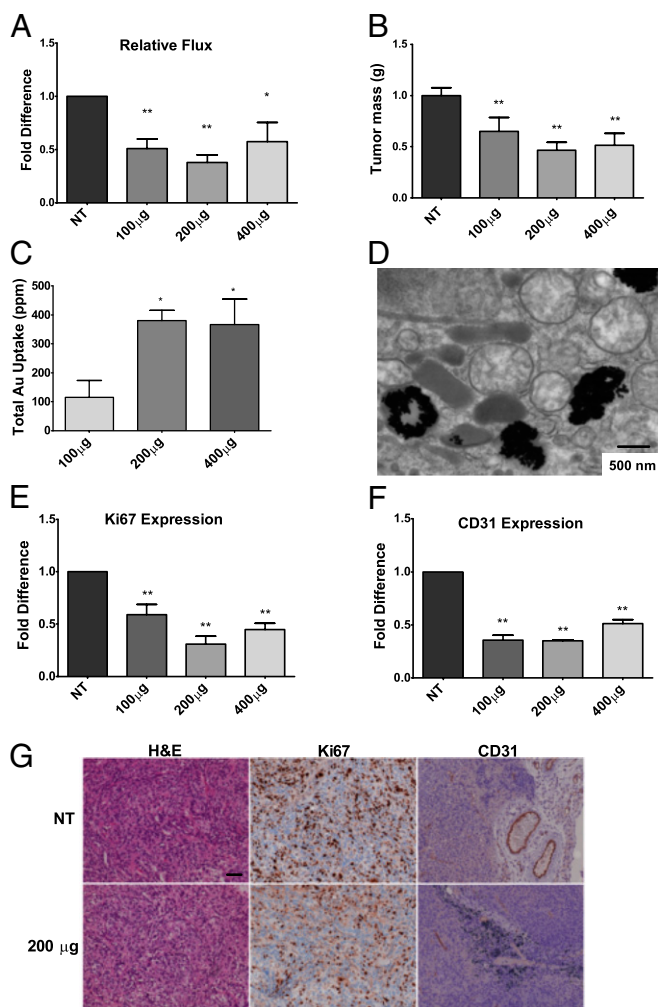 A
Relative Flux
Fold Difference
1.5
1.0
0.5
0.0
** ** *
NT 100µg 200µg 400µg
B
Tumor mass (g)
1.5
1.0
0.5
0.0
** ** **
NT 100µg 200µg 400µg
C
Total Au Uptake (ppm)
500
400
300
200
100
0
* *
100µg 200µg 400µg
D
500 nm
E
Ki67 Expression
Fold Difference
1.5
1.0
0.5
0.0
** ** **
NT 100µg 200µg 400µg
F
CD31 Expression
Fold Difference
1.5
1.0
0.5
0.0
** ** **
NT 100µg 200µg 400µg
G
H&E Ki67 CD31
NT
200 µg